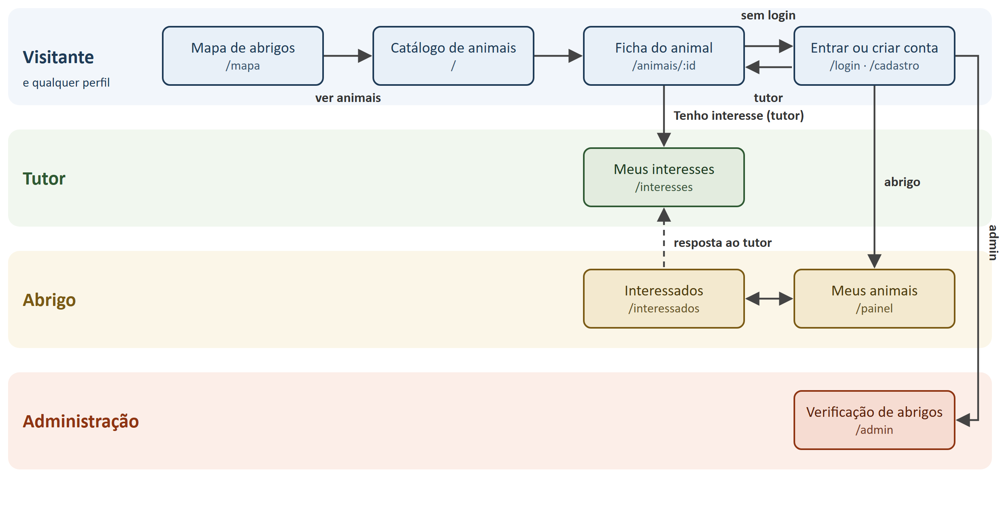 sem login
Visitante
e qualquer perfil
Mapa de abrigos
/mapa
Catálogo de animais
/
Ficha do animal
/animais/:id
Entrar ou criar conta
/login · /cadastro
ver animais
tutor
Tenho interesse (tutor)
Tutor
Meus interesses
/interesses
abrigo
admin
resposta ao tutor
Abrigo
Interessados
/interessados
Meus animais
/painel
Administração
Verificação de abrigos
/admin